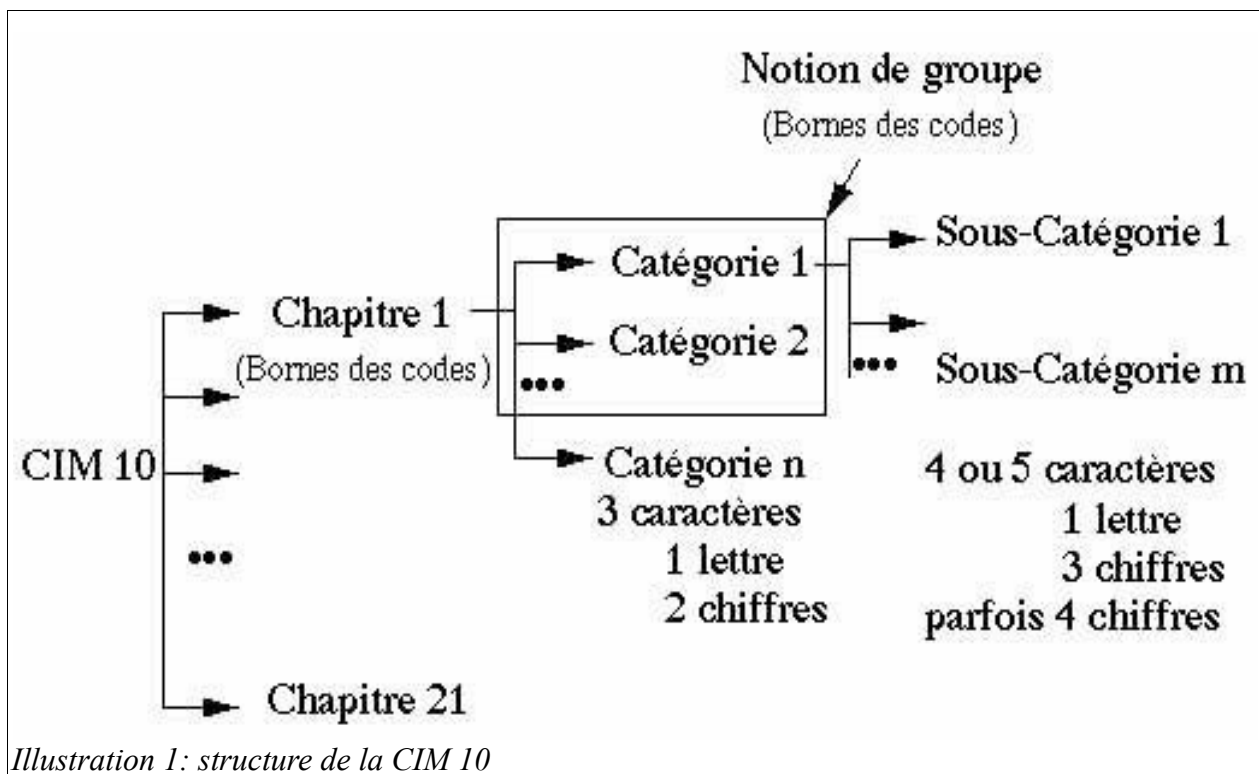 Notion de groupe
(Bornes des codes)
Sous-Catégorie 1
Catégorie 1
Chapitre 1
Catégorie 2
(Bornes des codes)
•••
•••
Sous-Catégorie m
CIM 10
Catégorie n
4 ou 5 caractères
3 caractères
1 lettre
•••
1 lettre
3 chiffres
2 chiffres
parfois 4 chiffres
Chapitre 21
Illustration 1: structure de la CIM 10